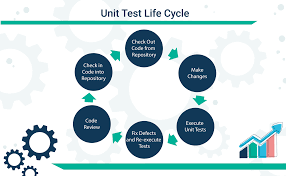 Unit Test Life Cycle
Check Out
Code from
Repository
Make
Changes
Execute
Unit Tests
Fix Defects
and Re-execute
Tests
Code
Review
Check in
Code into
Repository